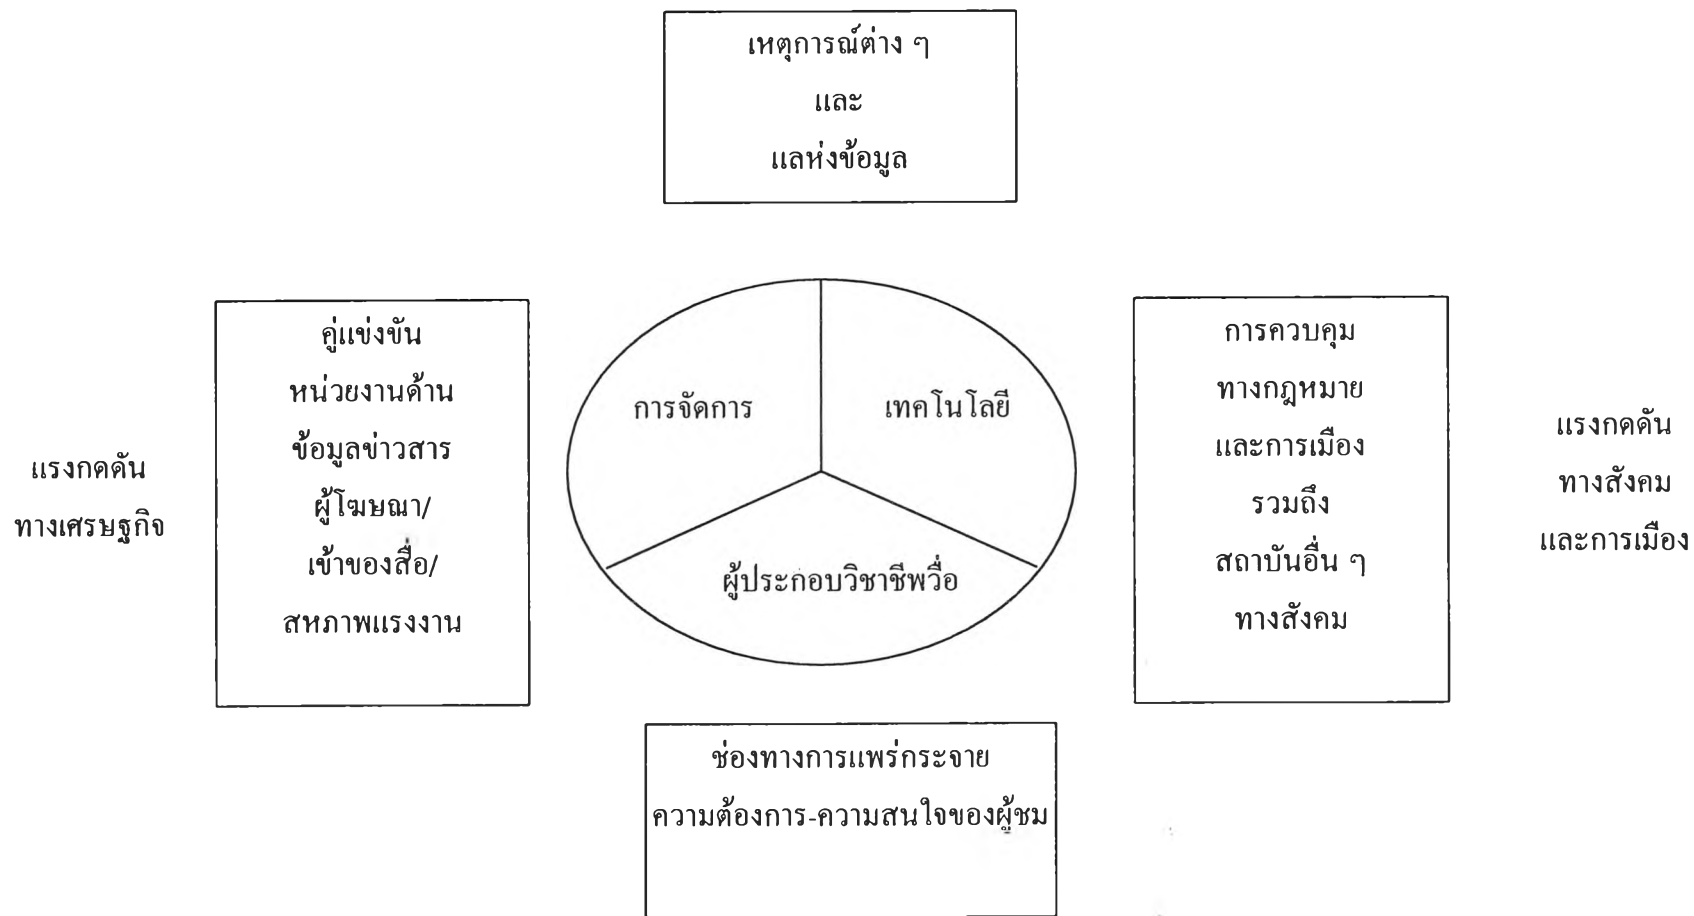 เหตุการณ์ต่าง ๆ
และ
แลห่งข้อมูล
คู่แข่งขัน
หน่วยงานด้าน
ข้อมูลข่าวสาร
ผู้โฆษณา/
เข้าของสื่อ/
สหภาพแรงงาน
แรงกดดัน
ทางเศรษฐกิจ
การจัดการ
เทคโนโลยี
ผู้ประกอบวิชาชีพวื่อ
การควบคุม
ทางกฎหมาย
และการเมือง
รวมถึง
สถาบันอื่น ๆ
ทางสังคม
แรงกดดัน
ทางสังคม
และการเมือง
ช่องทางการแพร่กระจาย
ความต้องการ-ความสนใจของผู้ชม